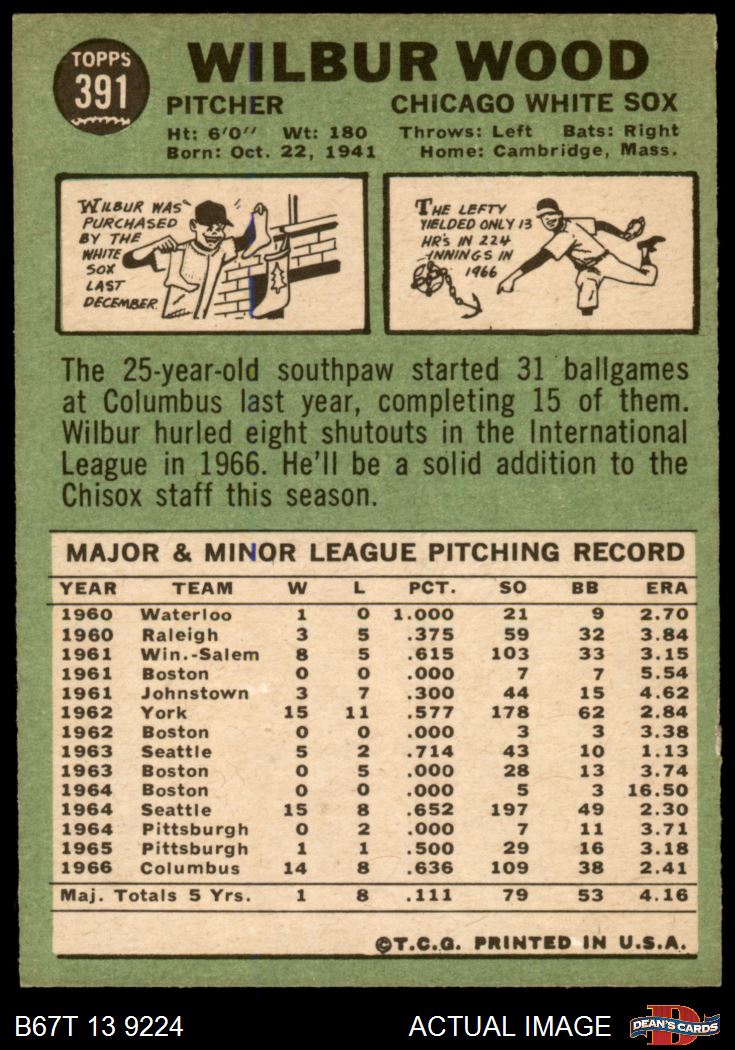 TOPPS
391
WILBUR WOOD
PITCHER CHICAGO WHITE SOX
Ht: 6'0" Wt: 180 Throws: Left Bats: Right
Born: Oct. 22, 1941 Home: Cambridge, Mass.
WILBUR WAS
PURCHASED
BY THE
WHITE
SOX
LAST
DECEMBER
THE LEFTY
YIELDED ONLY 13
HR'S IN 224
INNINGS IN
1966
The 25-year-old southpaw started 31 ballgames
at Columbus last year, completing 15 of them.
Wilbur hurled eight shutouts in the International
League in 1966. He'll be a solid addition to the
Chisox staff this season.
MAJOR & MINOR LEAGUE PITCHING RECORD
YEAR TEAM W L PCT. SO BB ERA
1960 Waterloo 1 0 1.000 21 9 2.70
1960 Raleigh 3 5 .375 59 32 3.84
1961 Win.-Salem 8 5 .615 103 33 3.15
1961 Boston 0 0 .000 7 7 5.54
1961 Johnstown 3 7 .300 44 15 4.62
1962 York 15 11 .577 178 62 2.84
1962 Boston 0 0 .000 3 3 3.38
1963 Seattle 5 2 .714 43 10 1.13
1963 Boston 0 5 .000 28 13 3.74
1964 Boston 0 0 .000 5 3 16.50
1964 Seattle 15 8 .652 197 49 2.30
1964 Pittsburgh 0 2 .000 7 11 3.71
1965 Pittsburgh 1 1 .500 29 16 3.18
1966 Columbus 14 8 .636 109 38 2.41
Maj. Totals 5 Yrs. 1 8 .111 79 53 4.16
©T.C.G. PRINTED IN U.S.A.
B67T 13 9224 ACTUAL IMAGE
D
DEAN'S CARDS